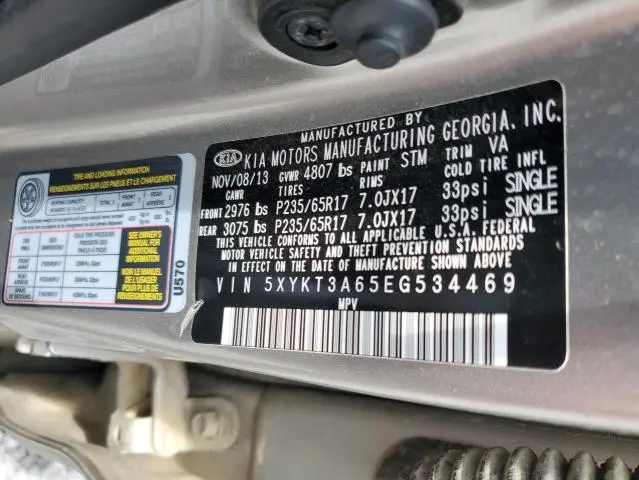 MANUFACTURED BY
KIA KIA MOTORS MANUFACTURING GEORGIA, INC.
NOV/08/13 GVWR 4807 lbs PAINT STM TRIM VA
GAWR TIRES RIMS COLD TIRE INFL
FRONT 2976 lbs P235/65R17 7.0JX17 33psi SINGLE
REAR 3075 lbs P235/65R17 7.0JX17 33psi SINGLE
THIS VEHICLE CONFORMS TO ALL APPLICABLE U.S.A. FEDERAL
MOTOR VEHICLE SAFETY AND THEFT PREVENTION STANDARDS
IN EFFECT ON THE DATE OF MANUFACTURE SHOWN ABOVE.
VIN 5XYKT3A65EG534469
MPV
TIRE AND LOADING INFORMATION
RENSEIGNEMENTS SUR LES PNEUS ET LE CHARGEMENT
SEE OWNER'S
MANUAL FOR
ADDITIONAL
INFORMATION
VOIR LE MANUEL
DE L'USAGER
POUR PLUS DE
RENSEIGNEMENTS
U570